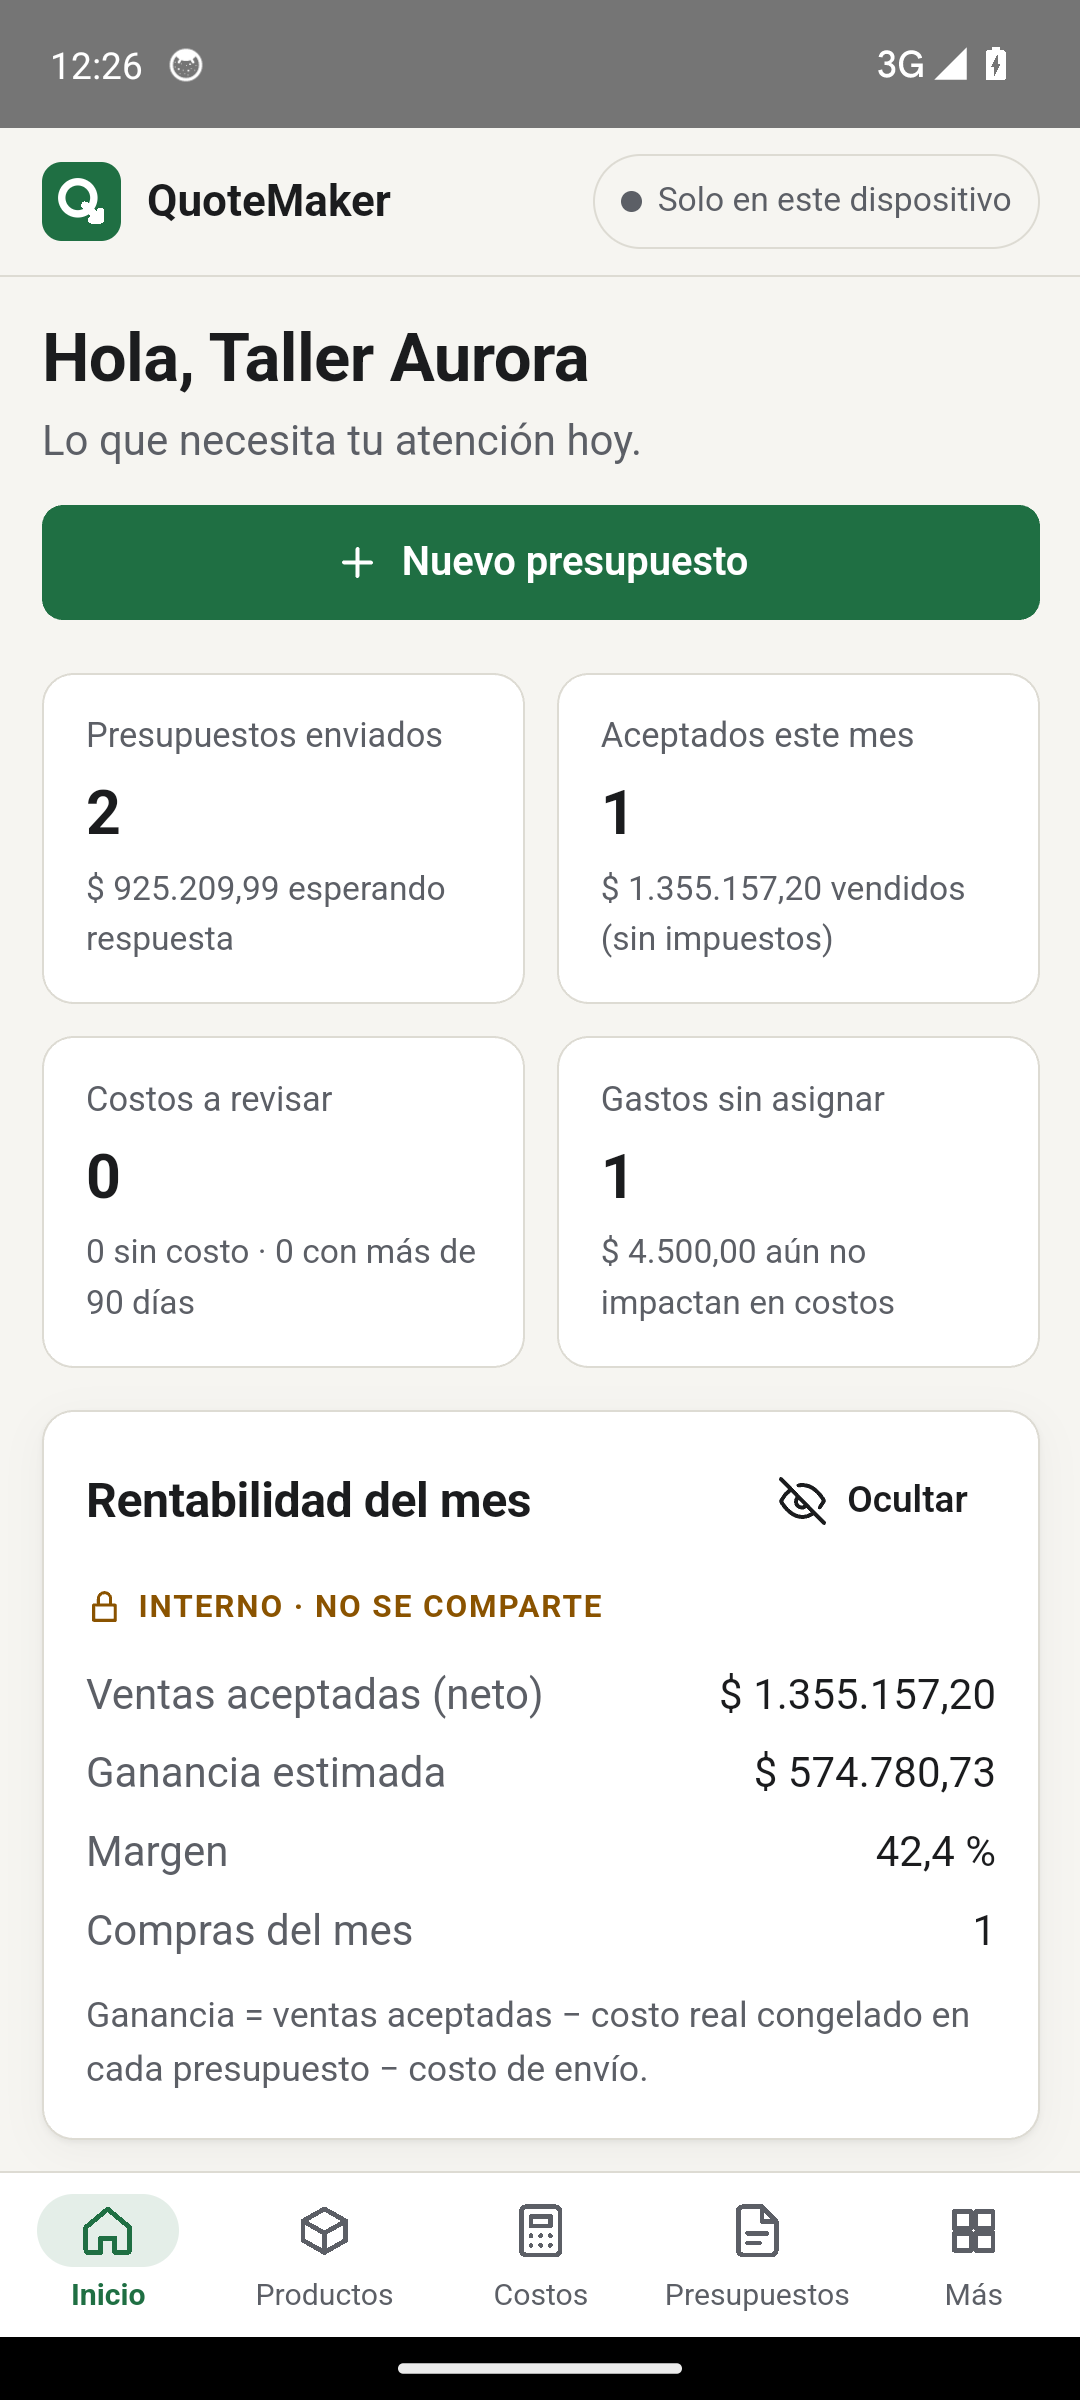 12:26
3G
QuoteMaker
Solo en este dispositivo
Hola, Taller Aurora
Lo que necesita tu atención hoy.
Nuevo presupuesto
Presupuestos enviados
2
$ 925.209,99 esperando
respuesta
Aceptados este mes
1
$ 1.355.157,20 vendidos
(sin impuestos)
Costos a revisar
0
0 sin costo · 0 con más de
90 días
Gastos sin asignar
1
$ 4.500,00 aún no
impactan en costos
Rentabilidad del mes
Ocultar
INTERNO · NO SE COMPARTE
Ventas aceptadas (neto) $ 1.355.157,20
Ganancia estimada $ 574.780,73
Margen 42,4 %
Compras del mes 1
Ganancia = ventas aceptadas − costo real congelado en
cada presupuesto − costo de envío.
Inicio Productos Costos Presupuestos Más